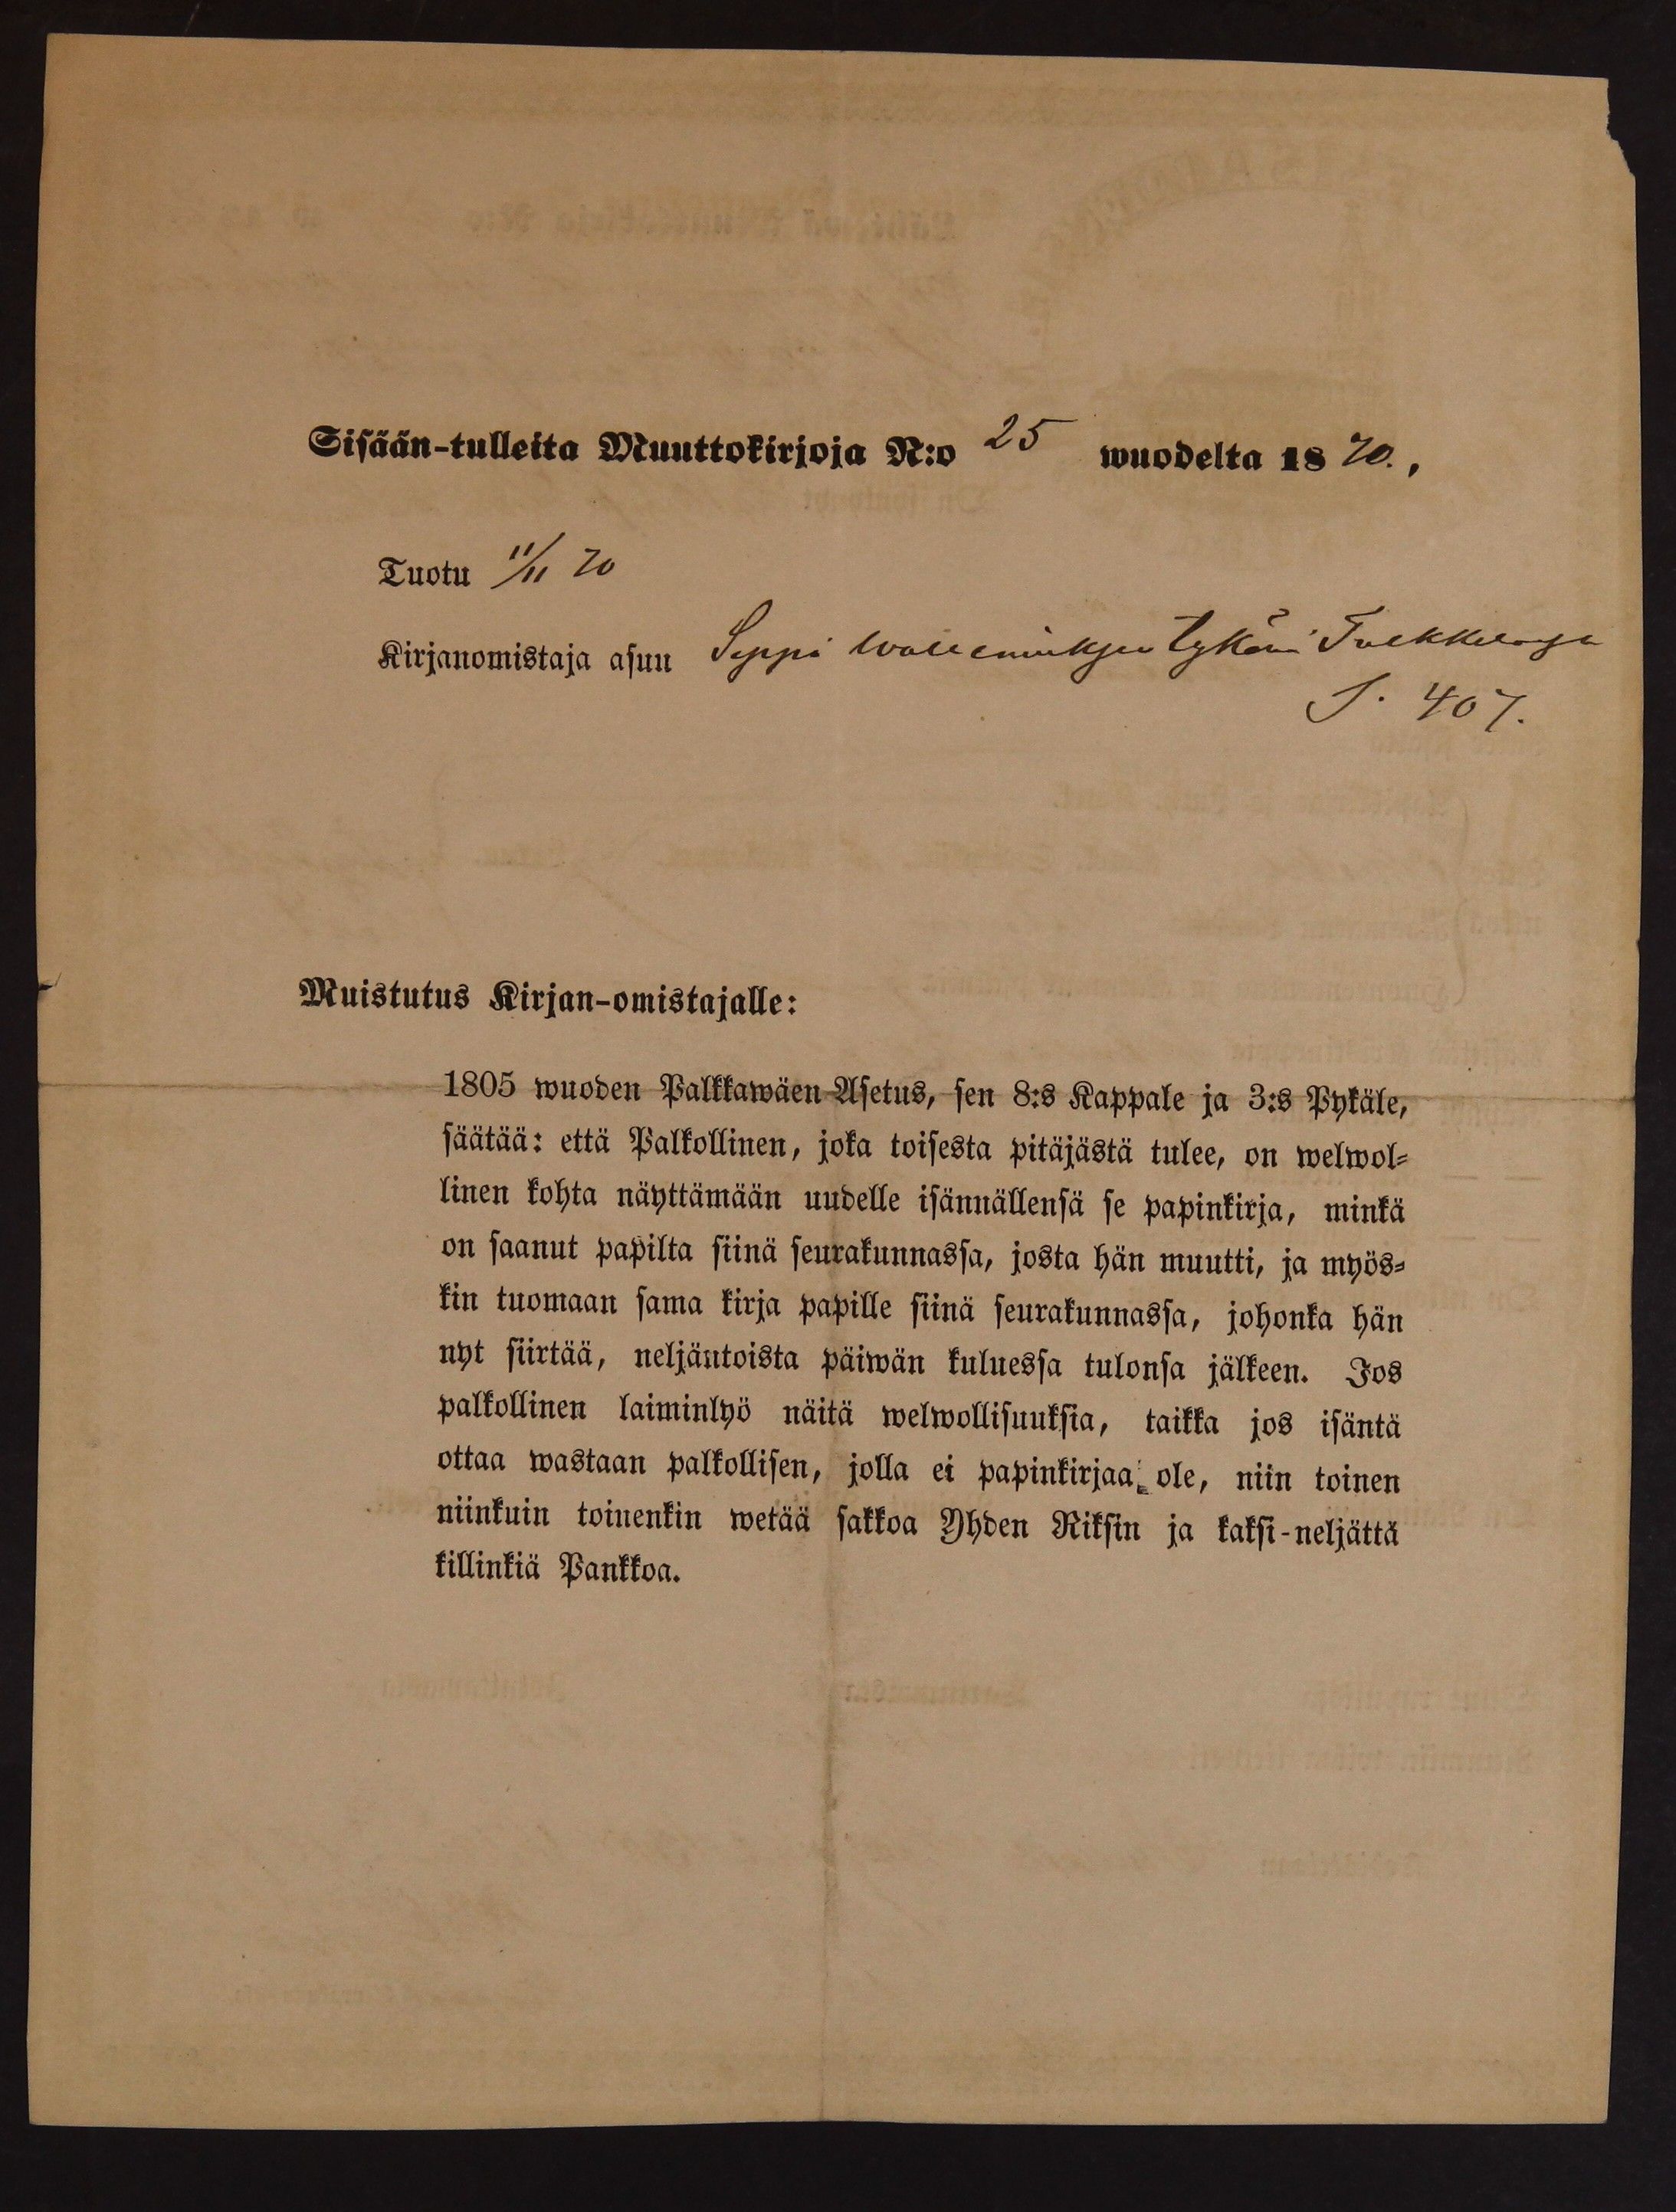 Sisään-tulleita Muuttokirjoja N:o 25 wuodelta 1870.,
Tuotu 11/11 70
Kirjanomistaja asuu Seppä tykönä
S. 407.
Muistutus Kirjan-omistajalle:
1805 wuoden Palkkawäen Asetus, sen 8:s Kappale ja 3:s Pykäle,
säätää: että Palkollinen, joka toisesta pitäjästä tulee, on welwol-
linen kohta näyttämään uudelle isännällensä se papinkirja, minkä
on saanut papilta siinä seurakunnassa, josta hän muutti, ja myös-
kin tuomaan sama kirja papille siinä seurakunnassa, johonka hän
nyt siirtää, neljäntoista päiwän kuluessa tulonsa jälkeen. Jos
palkollinen laiminlyö näitä welwollisuuksia, taikka jos isäntä
ottaa wastaan palkollisen, jolla ei papinkirjaa ole, niin toinen
niinkuin toinenkin wetää sakkoa Yhden Riksin ja kaksi-neljättä
killinkiä Pankkoa.